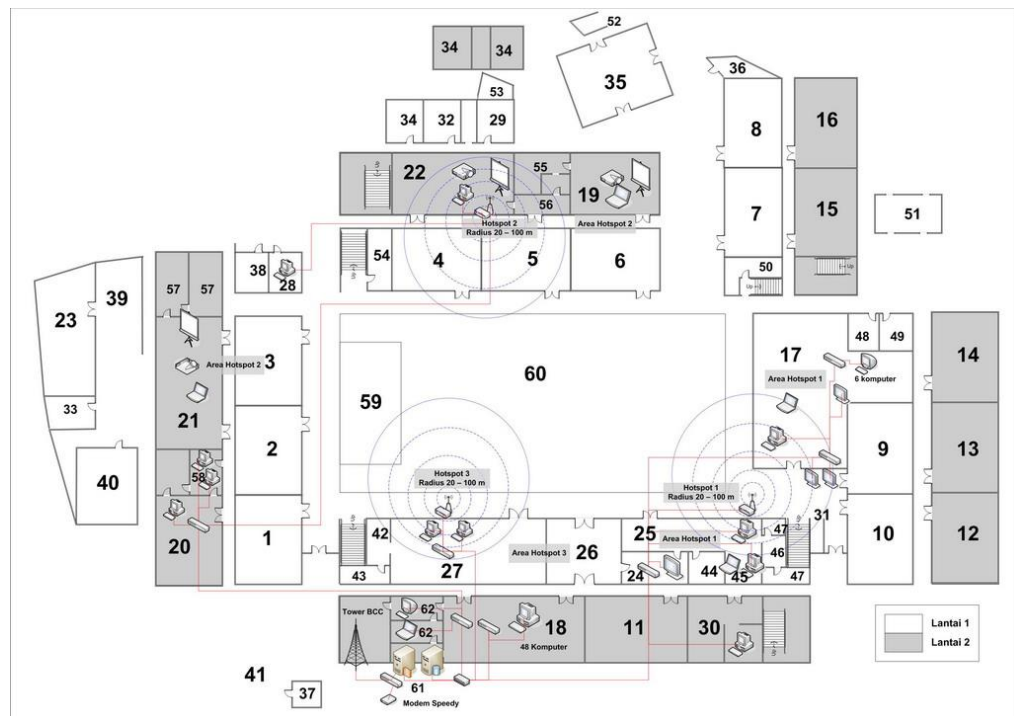 52
34 34
35
36
53
34 32 29
8 16
22 55 19
56
Up
Hotspot 2
Radius 20 – 100 m
Area Hotspot 2
7 15
51
54 4 5 6
Up
38 28
50
Up
Up
39
23
57 57
Area Hotspot 2
3
21
33
2
40
58
20
1
60
59
17
48 49
14
6 komputer
Area Hotspot 1
9 13
Hotspot 3
Radius 20 – 100 m
Hotspot 1
Radius 20 – 100 m
31
10 12
42
43
27
Area Hotspot 3
26
25
Area Hotspot 1
47
46
24 44 45 47
Up
Up
Tower BCC
62
62
18
48 Komputer
11 30
Up
61
Modem Speedy
41
37
Lantai 1
Lantai 2